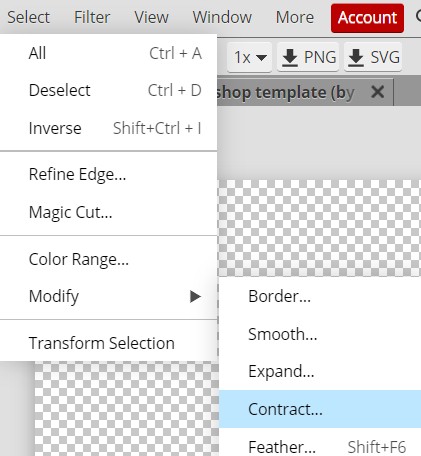 Select Filter View Window More Account
All Ctrl + A
1x PNG SVG
Deselect Ctrl + D
shop template (by
Inverse Shift+Ctrl + I
Refine Edge...
Magic Cut...
Color Range...
Modify
Border...
Smooth...
Transform Selection
Expand...
Contract...
Feather... Shift+F6